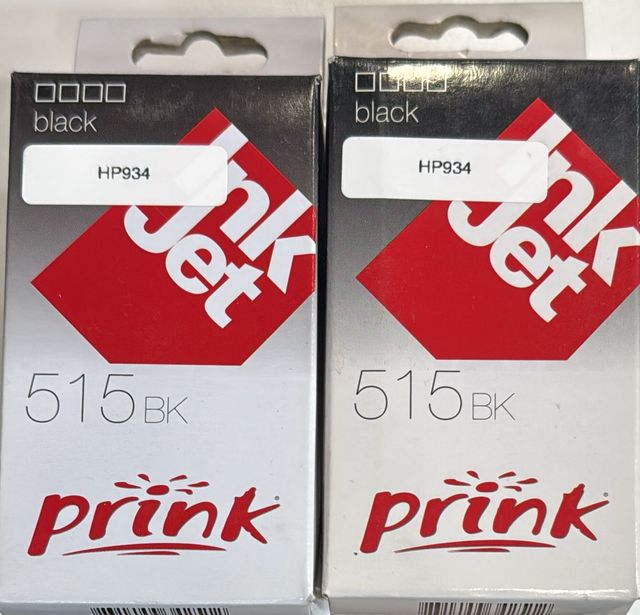 black
HP934
Ink
Jet
515BK
prink®
black
HP934
Ink
Jet
515BK
prink®